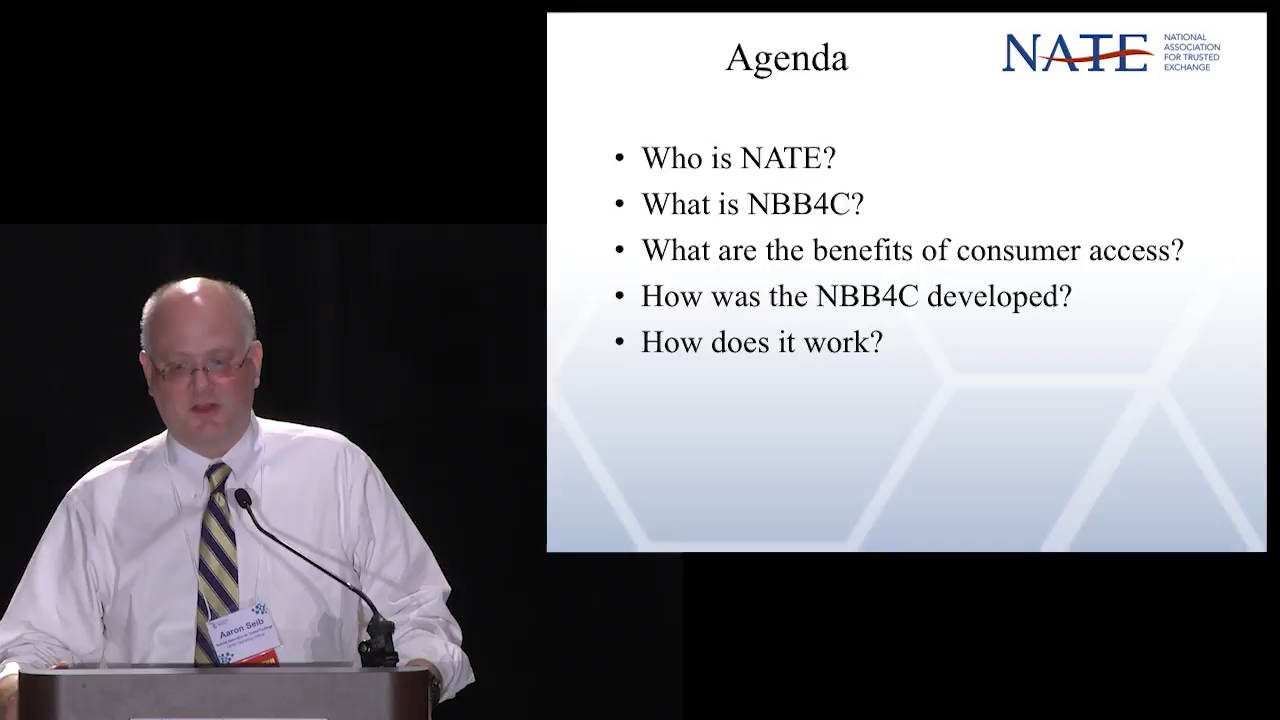 Agenda
NATE
NATIONAL
ASSOCIATION
FOR TRUSTED
EXCHANGE
• Who is NATE?
• What is NBB4C?
• What are the benefits of consumer access?
• How was the NBB4C developed?
• How does it work?
Aaron Seib